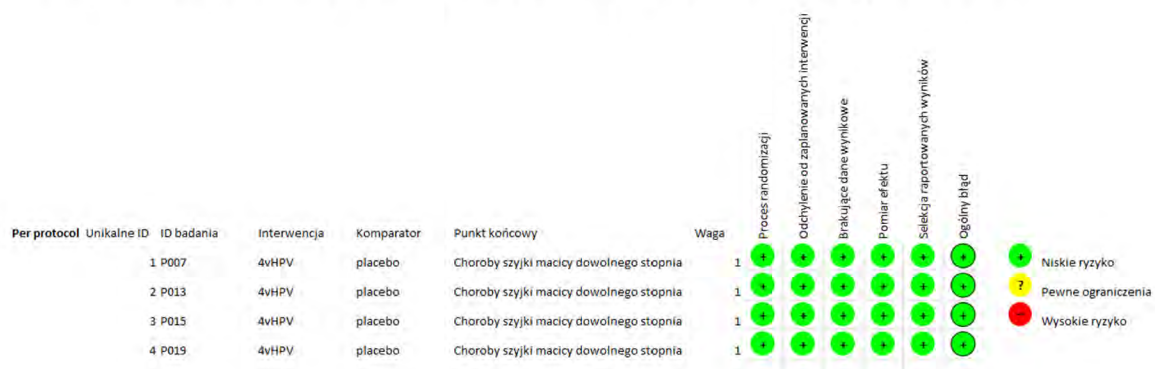 Proces randomizacji
Odchylenie od zaplanowanych interwencji
Brakujące dane wynikowe
Pomiar efektu
Selekcja raportowanych wyników
Ogólny błąd
Per protocol Unikalne ID ID badania Interwencja Komparator Punkt końcowy Waga
1 P007 4vHPV placebo Choroby szyjki macicy dowolnego stopnia 1 + + + + + +
2 P013 4vHPV placebo Choroby szyjki macicy dowolnego stopnia 1 + + + + + +
3 P015 4vHPV placebo Choroby szyjki macicy dowolnego stopnia 1 + + + + + +
4 P019 4vHPV placebo Choroby szyjki macicy dowolnego stopnia 1 + + + + + +
+ Niskie ryzyko
? Pewne ograniczenia
− Wysokie ryzyko